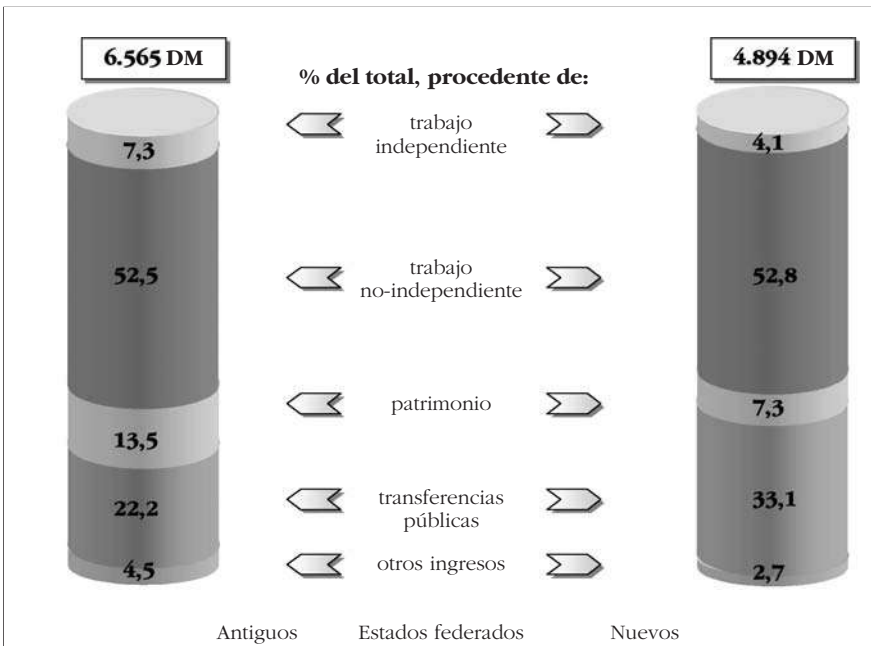 6.565 DM
4.894 DM
% del total, procedente de:
7,3
trabajo
independiente
4,1
52,5
trabajo
no-independiente
52,8
13,5
patrimonio
7,3
22,2
transferencias
públicas
33,1
4,5
otros ingresos
2,7
Antiguos Estados federados Nuevos